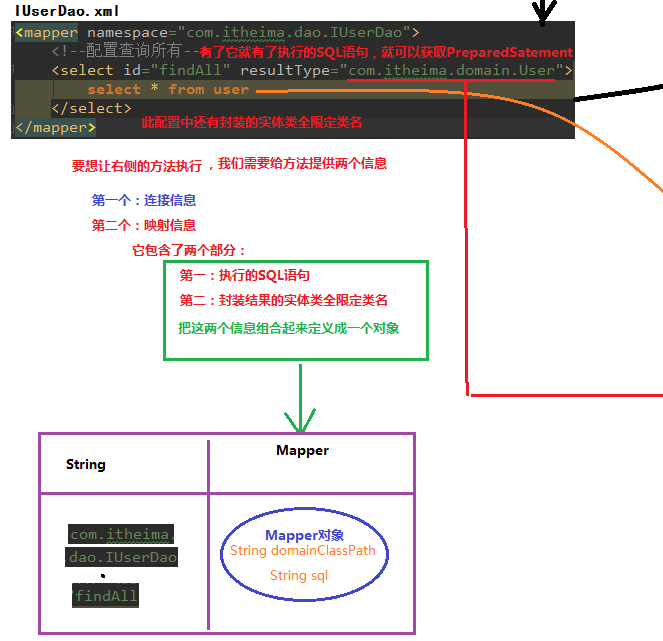 IUserDao.xml
<mapper namespace="com.itheima.dao.IUserDao">
<!--配置查询所有--有了它就有了执行的SQL语句，就可以获取PreparedSatement
<select id="findAll" resultType="com.itheima.domain.User">
select * from user
</select>
此配置中还有封装的实体类全限定类名
</mapper>
要想让右侧的方法执行 ，我们需要给方法提供两个信息
第一个：连接信息
第二个：映射信息
它包含了两个部分：
第一：执行的SQL语句
第二：封装结果的实体类全限定类名
把这两个信息组合起来定义成一个对象
String
Mapper
com.itheima.
dao.IUserDao
.
findAll
Mapper对象
String domainClassPath
String sql